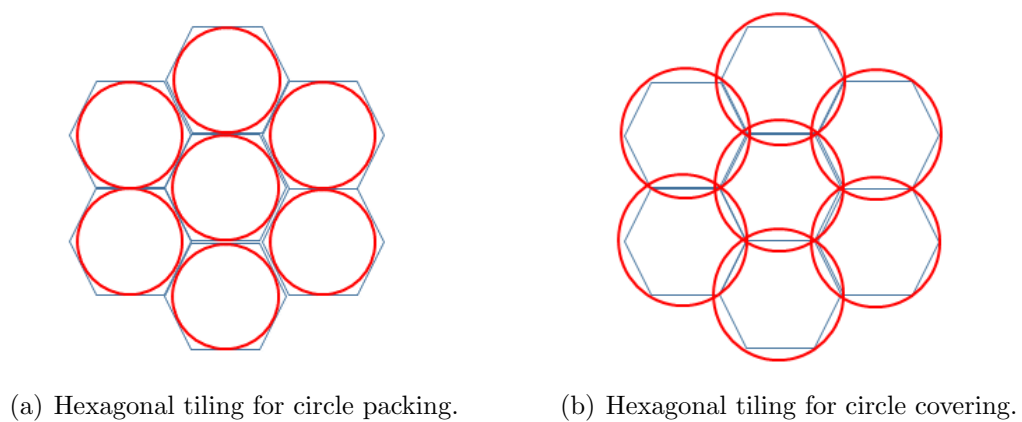 (a) Hexagonal tiling for circle packing.
(b) Hexagonal tiling for circle covering.